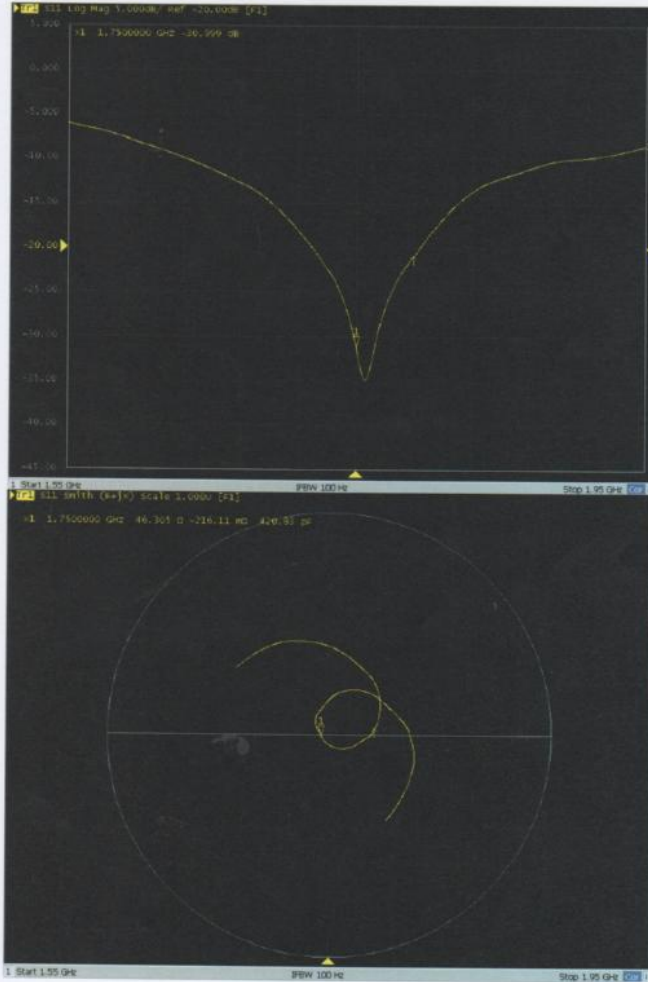 Tr1 S11 Log Mag 5.000dB/ Ref -20.00dB [F1]
5.000
>1 1.7500000 GHz -30.999 dB
0.000
-5.000
-10.00
-15.00
-20.00
-25.00
-30.00
1
-35.00
-40.00
-45.00
1 Start 1.55 GHz IFBW 100 Hz Stop 1.95 GHz Cor
Tr1 S11 Smith (R+jX) Scale 1.000U [F1]
>1 1.7500000 GHz 46.305 Ω -216.11 mΩ 420.93 pF
1
1 Start 1.55 GHz IFBW 100 Hz Stop 1.95 GHz Cor